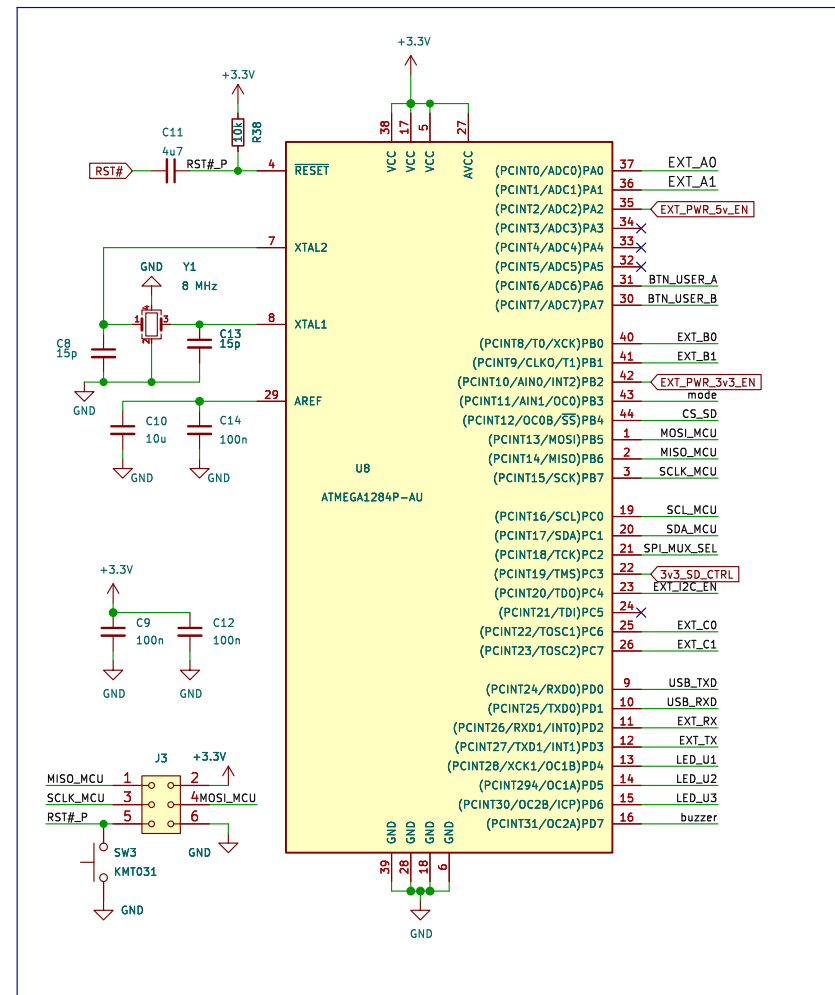 +3.3V
+3.3V
10k
R38
C11
4u7
RST#
RST#_P
4
RESET
38
17
5
27
VCC
VCC
VCC
AVCC
7
XTAL2
GND
Y1
8 MHz
1
4
3
2
8
XTAL1
C8
15p
C13
15p
GND
29
AREF
C10
10u
C14
100n
GND
GND
U8
ATMEGA1284P-AU
(PCINT0/ADC0)PA0 37 EXT_A0
(PCINT1/ADC1)PA1 36 EXT_A1
(PCINT2/ADC2)PA2 35 EXT_PWR_5v_EN
(PCINT3/ADC3)PA3 34
(PCINT4/ADC4)PA4 33
(PCINT5/ADC5)PA5 32
(PCINT6/ADC6)PA6 31 BTN_USER_A
(PCINT7/ADC7)PA7 30 BTN_USER_B
(PCINT8/T0/XCK)PB0 40 EXT_B0
(PCINT9/CLKO/T1)PB1 41 EXT_B1
(PCINT10/AIN0/INT2)PB2 42 EXT_PWR_3v3_EN
(PCINT11/AIN1/OC0)PB3 43 mode
(PCINT12/OC0B/SS)PB4 44 CS_SD
(PCINT13/MOSI)PB5 1 MOSI_MCU
(PCINT14/MISO)PB6 2 MISO_MCU
(PCINT15/SCK)PB7 3 SCLK_MCU
(PCINT16/SCL)PC0 19 SCL_MCU
(PCINT17/SDA)PC1 20 SDA_MCU
(PCINT18/TCK)PC2 21 SPI_MUX_SEL
(PCINT19/TMS)PC3 22 3v3_SD_CTRL
(PCINT20/TDO)PC4 23 EXT_I2C_EN
(PCINT21/TDI)PC5 24
(PCINT22/TOSC1)PC6 25 EXT_C0
(PCINT23/TOSC2)PC7 26 EXT_C1
(PCINT24/RXD0)PD0 9 USB_TXD
(PCINT25/TXD0)PD1 10 USB_RXD
(PCINT26/RXD1/INT0)PD2 11 EXT_RX
(PCINT27/TXD1/INT1)PD3 12 EXT_TX
(PCINT28/XCK1/OC1B)PD4 13 LED_U1
(PCINT294/OC1A)PD5 14 LED_U2
(PCINT30/OC2B/ICP)PD6 15 LED_U3
(PCINT31/OC2A)PD7 16 buzzer
+3.3V
C9
100n
C12
100n
GND
GND
J3
+3.3V
MISO_MCU 1 2
SCLK_MCU 3 4 MOSI_MCU
RST#_P 5 6
GND
SW3
KMT031
GND
GND
GND
GND
GND
39
28
18
6
GND